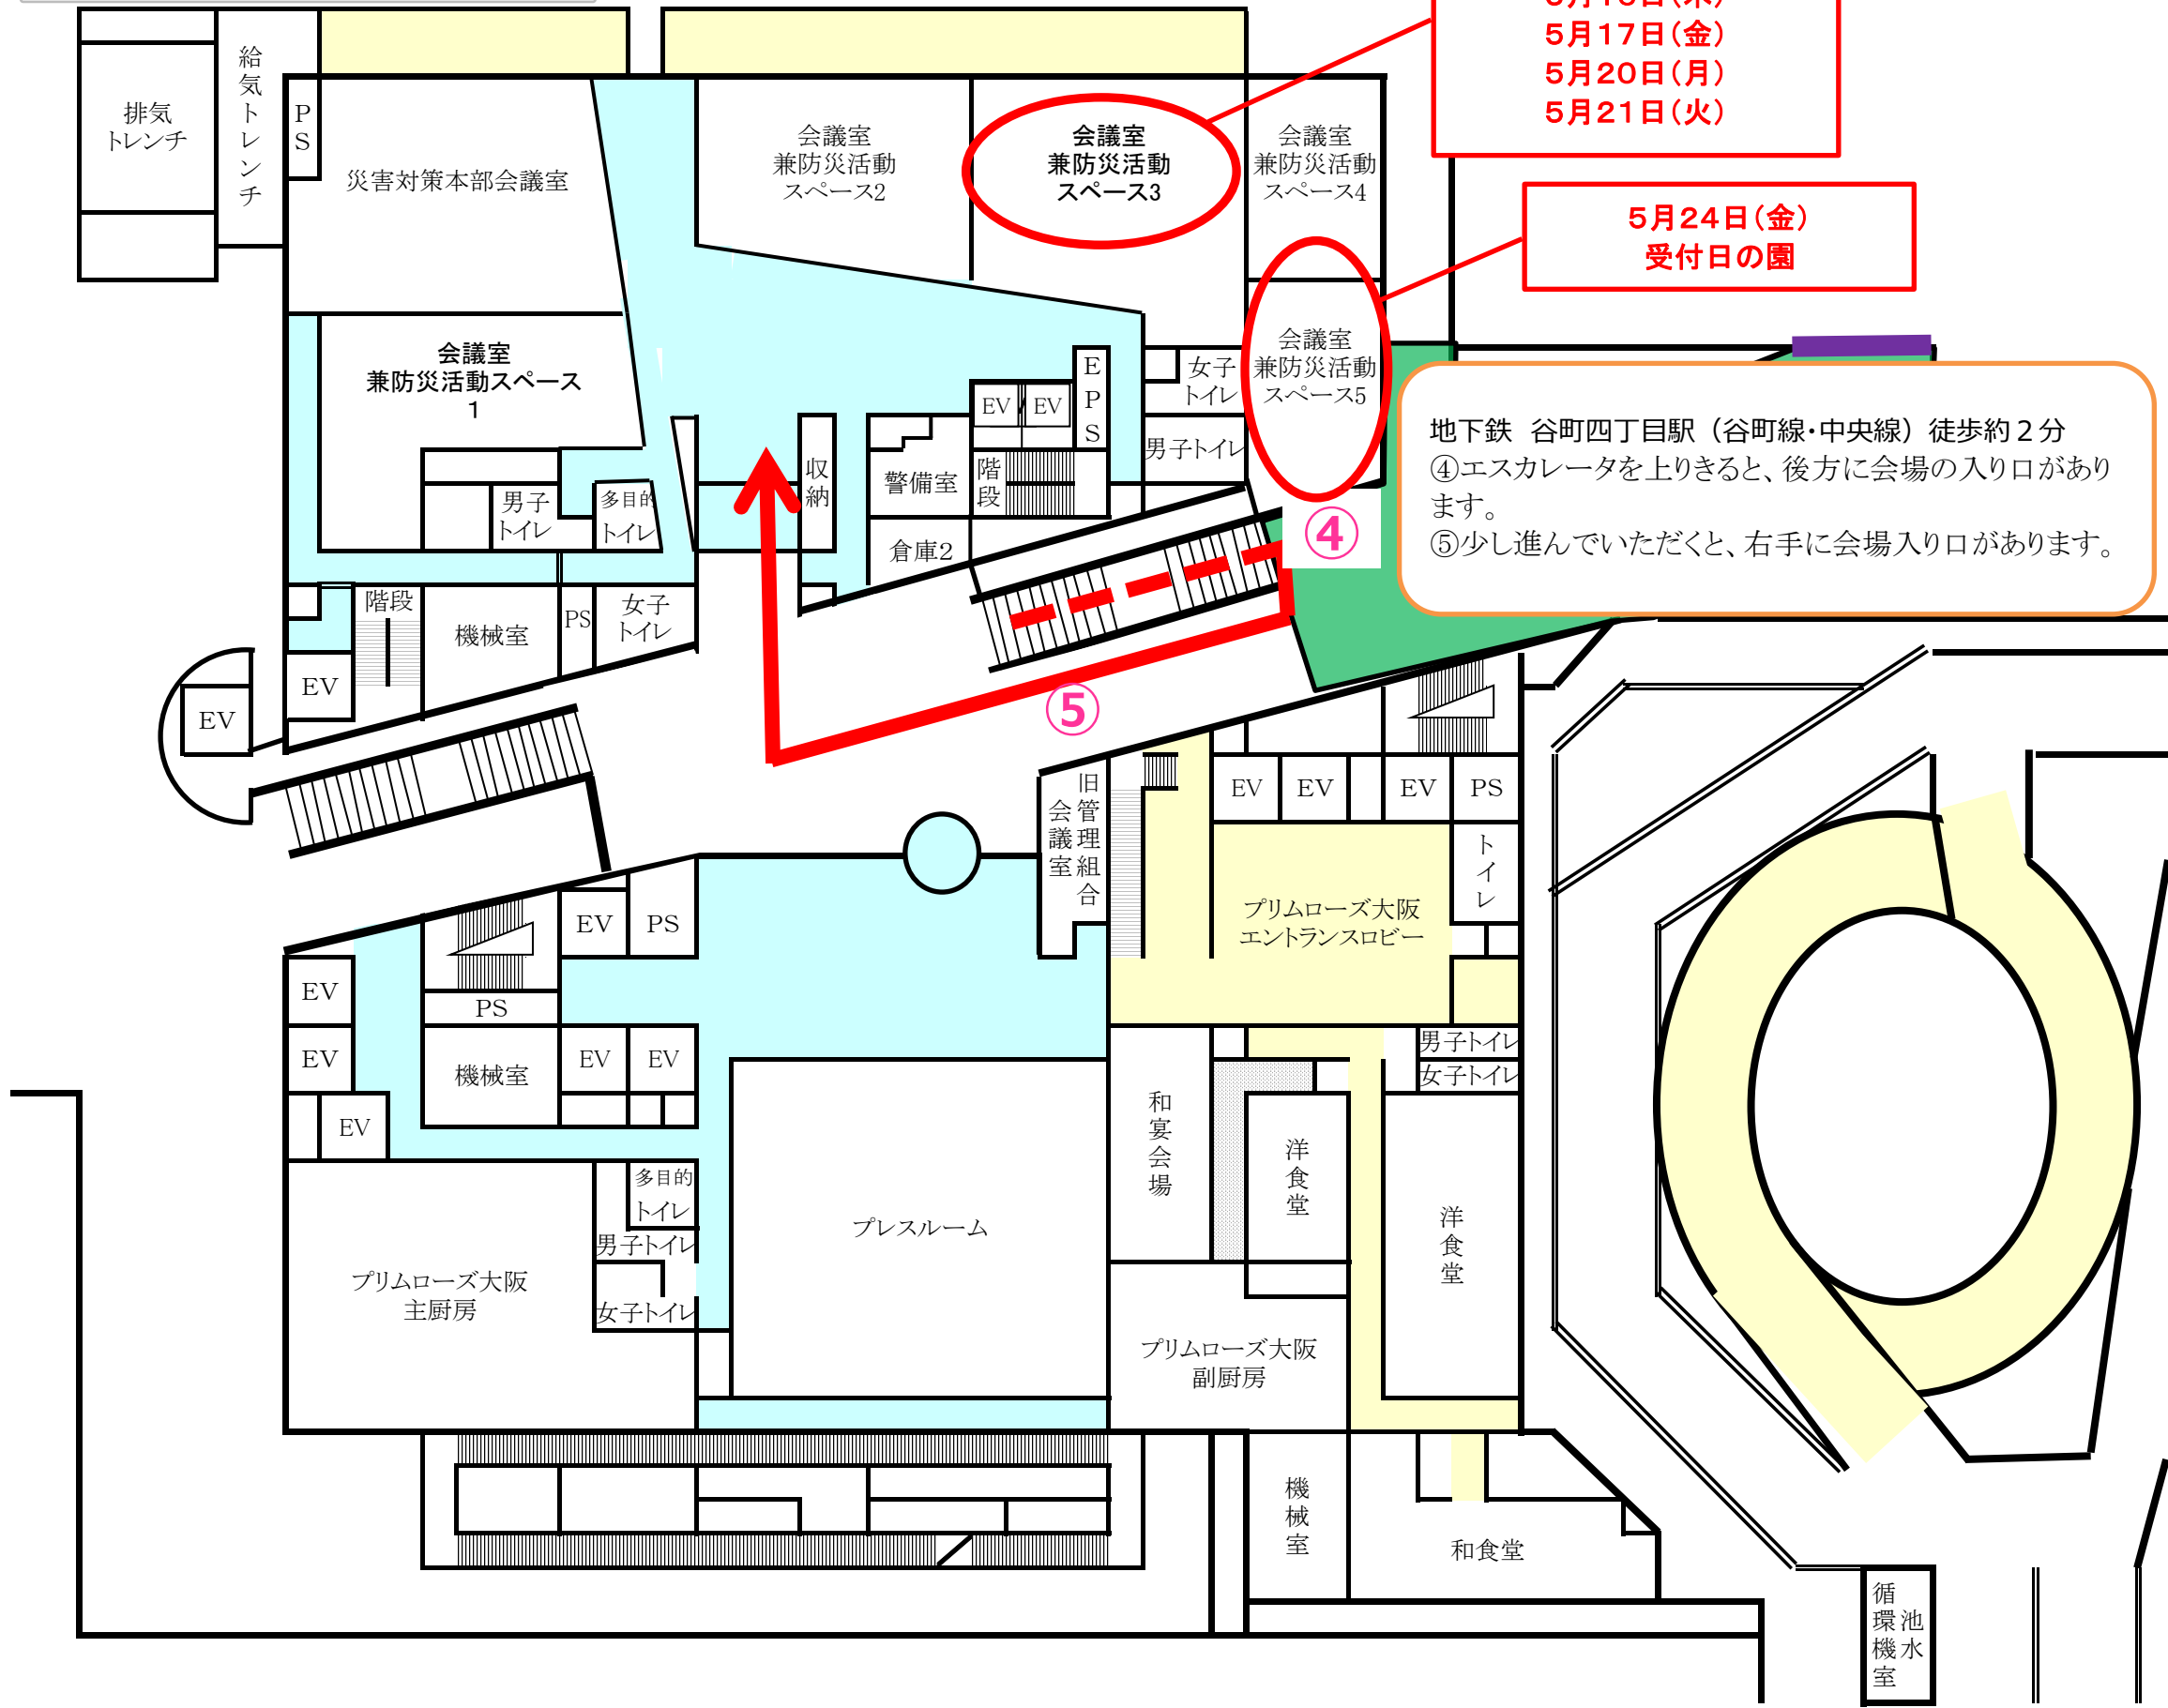 5月17日(金)
5月20日(月)
5月21日(火)
給気トレンチ
排気
トレンチ
PS
災害対策本部会議室
会議室
兼防災活動
スペース2
会議室
兼防災活動
スペース3
会議室
兼防災活動
スペース4
5月24日(金)
受付日の園
会議室
兼防災活動スペース
1
会議室
兼防災活動
スペース5
EPS
EV
EV
女子
トイレ
男子トイレ
地下鉄 谷町四丁目駅（谷町線・中央線）徒歩約２分
④エスカレータを上りきると、後方に会場の入り口があり
ます。
⑤少し進んでいただくと、右手に会場入り口があります。
収納
警備室
階段
男子
トイレ
多目的
トイレ
倉庫2
④
階段
機械室
PS
女子
トイレ
EV
EV
⑤
旧管理組合
会議室
EV
EV
EV
PS
トイレ
プリムローズ大阪
エントランスロビー
EV
PS
EV
PS
EV
機械室
EV
EV
EV
男子トイレ
女子トイレ
和宴会場
洋食堂
洋食堂
多目的
トイレ
男子トイレ
女子トイレ
プレスルーム
プリムローズ大阪
主厨房
プリムローズ大阪
副厨房
機械室
和食堂
池水
循環機室